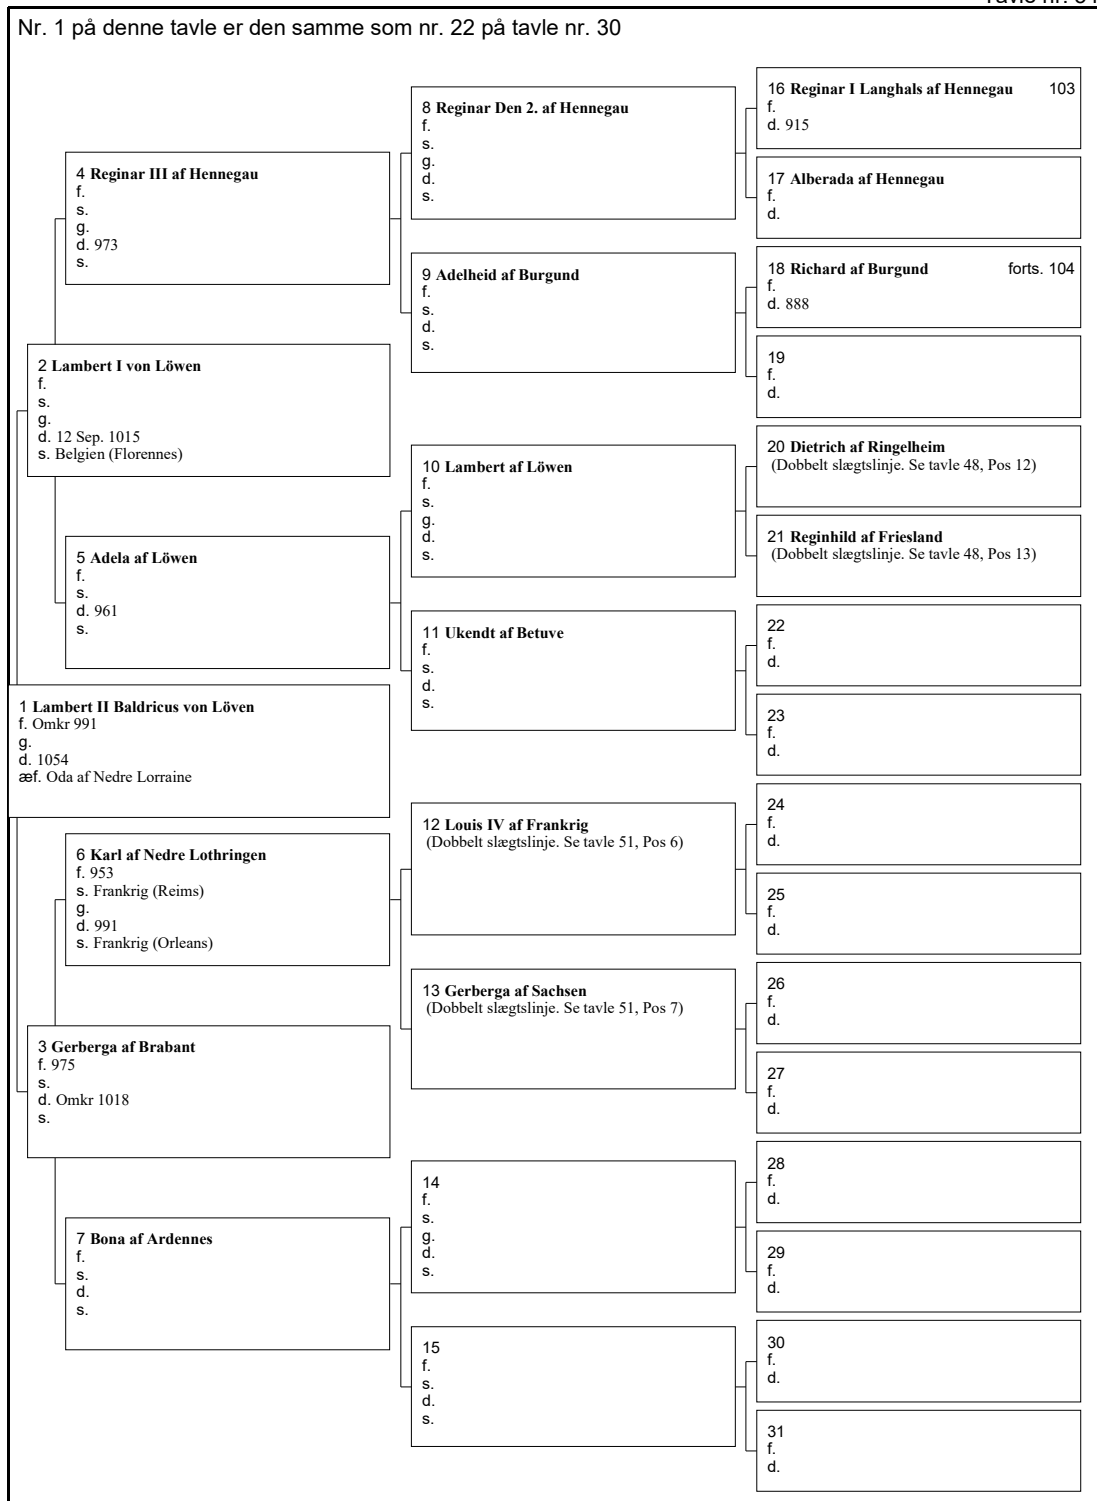 Nr. 1 på denne tavle er den samme som nr. 22 på tavle nr. 30
16 Reginar I Langhals af Hennegau 103
f.
d. 915
8 Reginar Den 2. af Hennegau
f.
s.
g.
d.
s.
17 Alberada af Hennegau
f.
d.
4 Reginar III af Hennegau
f.
s.
g.
d. 973
s.
18 Richard af Burgund forts. 104
f.
d. 888
9 Adelheid af Burgund
f.
s.
d.
s.
19
f.
d.
2 Lambert I von Löwen
f.
s.
g.
d. 12 Sep. 1015
s. Belgien (Florennes)
20 Dietrich af Ringelheim
(Dobbelt slægtslinje. Se tavle 48, Pos 12)
10 Lambert af Löwen
f.
s.
g.
d.
s.
21 Reginhild af Friesland
(Dobbelt slægtslinje. Se tavle 48, Pos 13)
5 Adela af Löwen
f.
s.
d. 961
s.
22
f.
d.
11 Ukendt af Betuve
f.
s.
d.
s.
23
f.
d.
1 Lambert II Baldricus von Löven
f. Omkr 991
g.
d. 1054
æf. Oda af Nedre Lorraine
24
f.
d.
12 Louis IV af Frankrig
(Dobbelt slægtslinje. Se tavle 51, Pos 6)
25
f.
d.
6 Karl af Nedre Lothringen
f. 953
s. Frankrig (Reims)
g.
d. 991
s. Frankrig (Orleans)
26
f.
d.
13 Gerberga af Sachsen
(Dobbelt slægtslinje. Se tavle 51, Pos 7)
27
f.
d.
3 Gerberga af Brabant
f. 975
s.
d. Omkr 1018
s.
28
f.
d.
14
f.
s.
g.
d.
s.
29
f.
d.
7 Bona af Ardennes
f.
s.
d.
s.
30
f.
d.
15
f.
s.
d.
s.
31
f.
d.